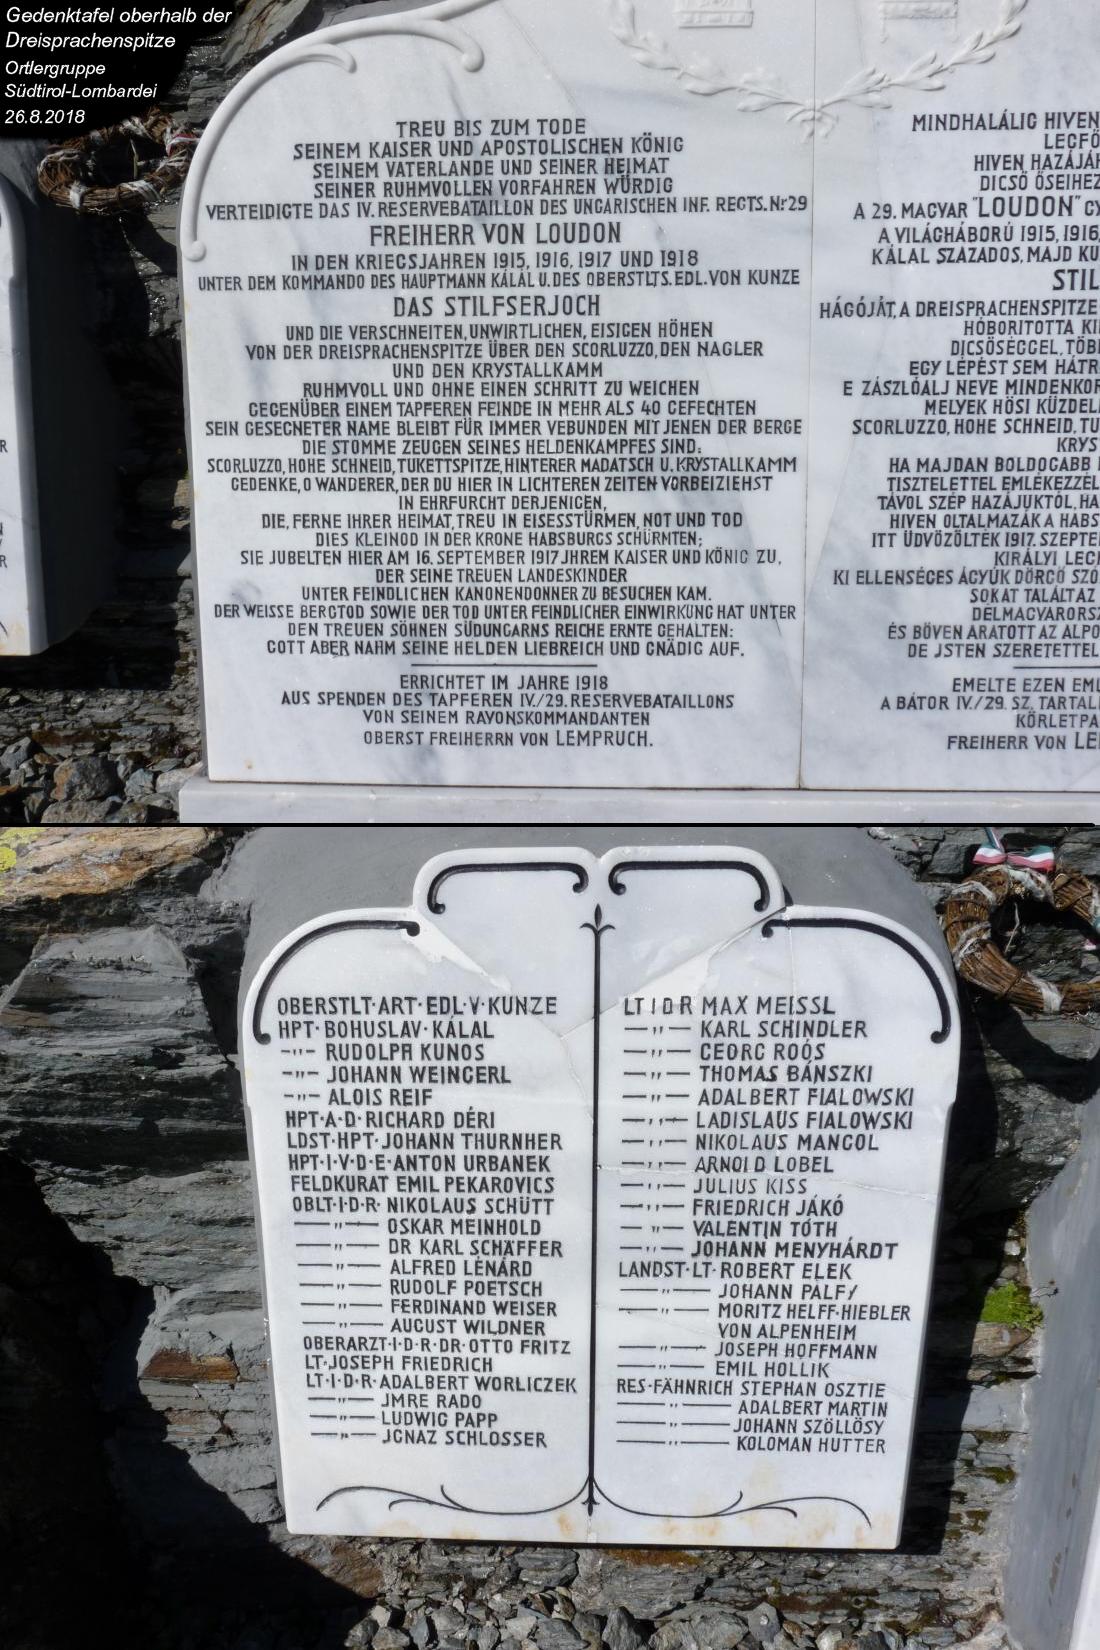 Gedenktafel oberhalb der
Dreisprachenspitze
Ortlergruppe
Südtirol-Lombardei
26.8.2018
TREU BIS ZUM TODE
SEINEM KAISER UND APOSTOLISCHEN KÖNIG
SEINEM VATERLANDE UND SEINER HEIMAT
SEINER RUHMVOLLEN VORFAHREN WÜRDIG
VERTEIDIGTE DAS IV. RESERVEBATAILLON DES UNGARISCHEN INF. REGTS. Nr 29
FREIHERR VON LOUDON
IN DEN KRIEGSJAHREN 1915, 1916, 1917 UND 1918
UNTER DEM KOMMANDO DES HAUPTMANN KÁLAL U. DES OBERSTLTS. EDL. VON KUNZE
DAS STILFSERJOCH
UND DIE VERSCHNEITEN, UNWIRTLICHEN, EISIGEN HÖHEN
VON DER DREISPRACHENSPITZE ÜBER DEN SCORLUZZO, DEN NAGLER
UND DEN KRYSTALLKAMM
RUHMVOLL UND OHNE EINEN SCHRITT ZU WEICHEN
GEGENÜBER EINEM TAPFEREN FEINDE IN MEHR ALS 40 GEFECHTEN
SEIN GESEGNETER NAME BLEIBT FÜR IMMER VEBUNDEN MIT JENEN DER BERGE
DIE STOMME ZEUGEN SEINES HELDENKAMPFES SIND:
SCORLUZZO, HOHE SCHNEID, TUKETTSPITZE, HINTERER MADATSCH U. KRYSTALLKAMM
GEDENKE, O WANDERER, DER DU HIER IN LICHTEREN ZEITEN VORBEIZIEHST
IN EHRFURCHT DERJENIGEN,
DIE, FERNE IHRER HEIMAT, TREU IN EISESSTÜRMEN, NOT UND TOD
DIES KLEINOD IN DER KRONE HABSBURGS SCHÜRMTEN;
SIE JUBELTEN HIER AM 16. SEPTEMBER 1917 JHREM KAISER UND KÖNIG ZU,
DER SEINE TREUEN LANDESKINDER
UNTER FEINDLICHEN KANONENDONNER ZU BESUCHEN KAM.
DER WEISSE BERGTOD SOWIE DER TOD UNTER FEINDLICHER EINWIRKUNG HAT UNTER
DEN TREUEN SÖHNEN SÜDUNGARNS REICHE ERNTE GEHALTEN:
GOTT ABER NAHM SEINE HELDEN LIEBREICH UND GNÄDIG AUF.
ERRICHTET IM JAHRE 1918
AUS SPENDEN DES TAPFEREN IV./29. RESERVEBATAILLONS
VON SEINEM RAYONSKOMMANDANTEN
OBERST FREIHERRN VON LEMPRUCH.
MINDHALÁLIG HIVEN
LEGFŐ
HIVEN HAZÁJÁH
DICSŐ ŐSEIHEZ
A 29. MAGYAR "LOUDON" GY
A VILÁGHÁBORÚ 1915, 1916,
KÁLAL SZAZADOS, MAJD KU
STIL
HÁGÓJÁT, A DREISPRACHENSPITZE
HÓBORITOTTA KI
DICSÖSÉGGEL, TÖB
EGY LÉPÉST SEM HÁTR
E ZÁSZLÓALJ NEVE MINDENKOR
MELYEK HÖSI KÜZDEL
SCORLUZZO, HOHE SCHNEID, TU
KRYS
HA MAJDAN BOLDOGABB
TISZTELETTEL EMLÉKEZZÉL
TÁVOL SZÉP HAZÁJUKTÓL, HA
HIVEN OLTALMAZÁK A HABS
ITT ÜDVÖZÖLTÉK 1917. SZEPTE
KIRÁLYI LEG
KI ELLENSÉGES ÁGYÚK DÖRGŐ SZO
SOKAT TALÁLTAZ
DÉLMAGYARORSZ
ÉS BÖVEN ARATOTT AZ ALPO
DE JSTEN SZERETETTEL
EMELTE EZEN EML
A BÁTOR IV./29. SZ. TARTAL
KÖRLETPA
FREIHERR VON LE
OBERSTLT·ART·EDL·V·KUNZE
HPT·BOHUSLAV·KÁLAL
-"- RUDOLPH KUNOS
-"- JOHANN WEINGERL
-"- ALOIS REIF
HPT·A·D·RICHARD DÉRI
LDST·HPT·JOHANN THURNHER
HPT·I·V·D·E·ANTON URBANEK
FELDKURAT EMIL PEKAROVICS
OBLT·I·D·R· NIKOLAUS SCHÜTT
—"— OSKAR MEINHOLD
—"— DR KARL SCHÄFFER
—"— ALFRED LÉNÁRD
—"— RUDOLF POETSCH
—"— FERDINAND WEISER
—"— AUGUST WILDNER
OBERARZT·I·D·R·DR·OTTO FRITZ
LT·JOSEPH FRIEDRICH
LT·I·D·R·ADALBERT WORLICZEK
—"— JMRE RADO
—"— LUDWIG PAPP
—"— JGNAZ SCHLOSSER
LT I D R MAX MEISSL
—"— KARL SCHINDLER
—"— GEORG ROÓS
—"— THOMAS BÁNSZKI
—"— ADALBERT FIALOWSKI
—"— LADISLAUS FIALOWSKI
—"— NIKOLAUS MANGOL
—"— ARNOLD LOBEL
—"— JULIUS KISS
—"— FRIEDRICH JÁKÓ
—"— VALENTIN TÓTH
—"— JOHANN MENYHÁRDT
LANDST·LT·ROBERT ELEK
—"— JOHANN PÁLFY
—"— MORITZ HELFF·HIEBLER
VON ALPENHEIM
—"— JOSEPH HOFFMANN
—"— EMIL HOLLIK
RES·FÄHNRICH STEPHAN OSZTIE
—"— ADALBERT MARTIN
—"— JOHANN SZÖLLÖSY
—"— KOLOMAN HUTTER